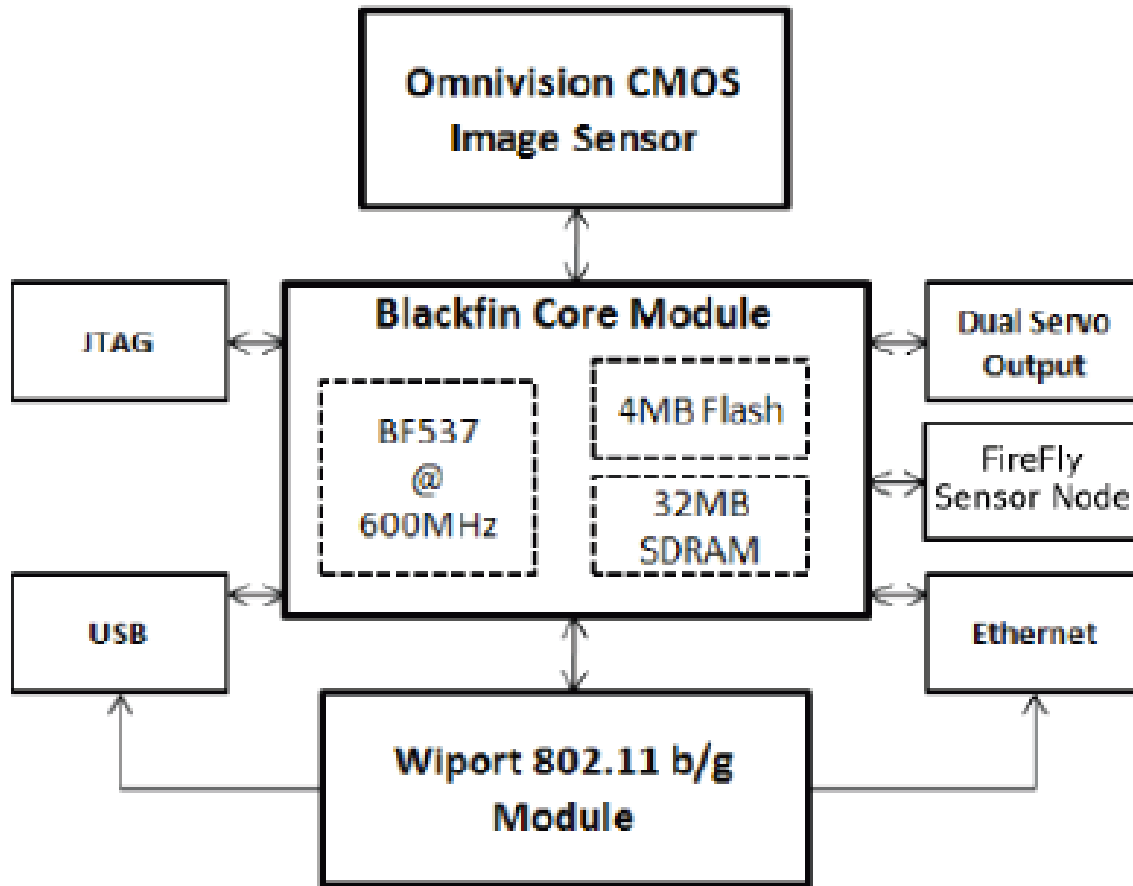 Omnivision CMOS
Image Sensor
JTAG
Blackfin Core Module
Dual Servo
Output
BF537
@
600MHz
4MB Flash
32MB
SDRAM
FireFly
Sensor Node
USB
Ethernet
Wiport 802.11 b/g
Module